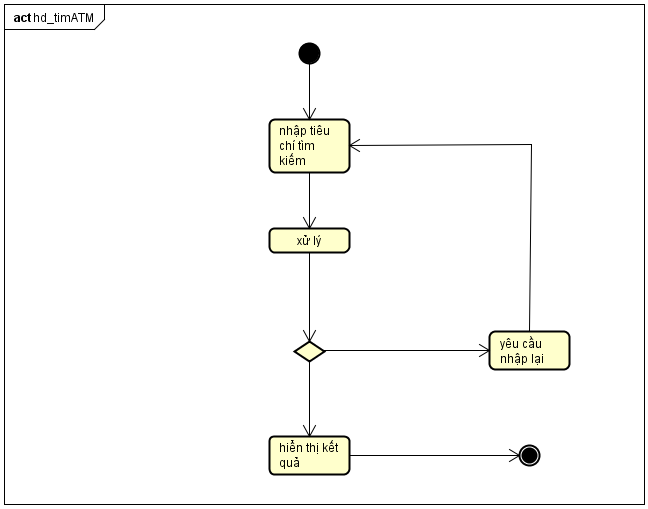 act hd_timATM
nhập tiêu
chí tìm
kiếm
xử lý
yêu cầu
nhập lại
hiển thị kết
quả